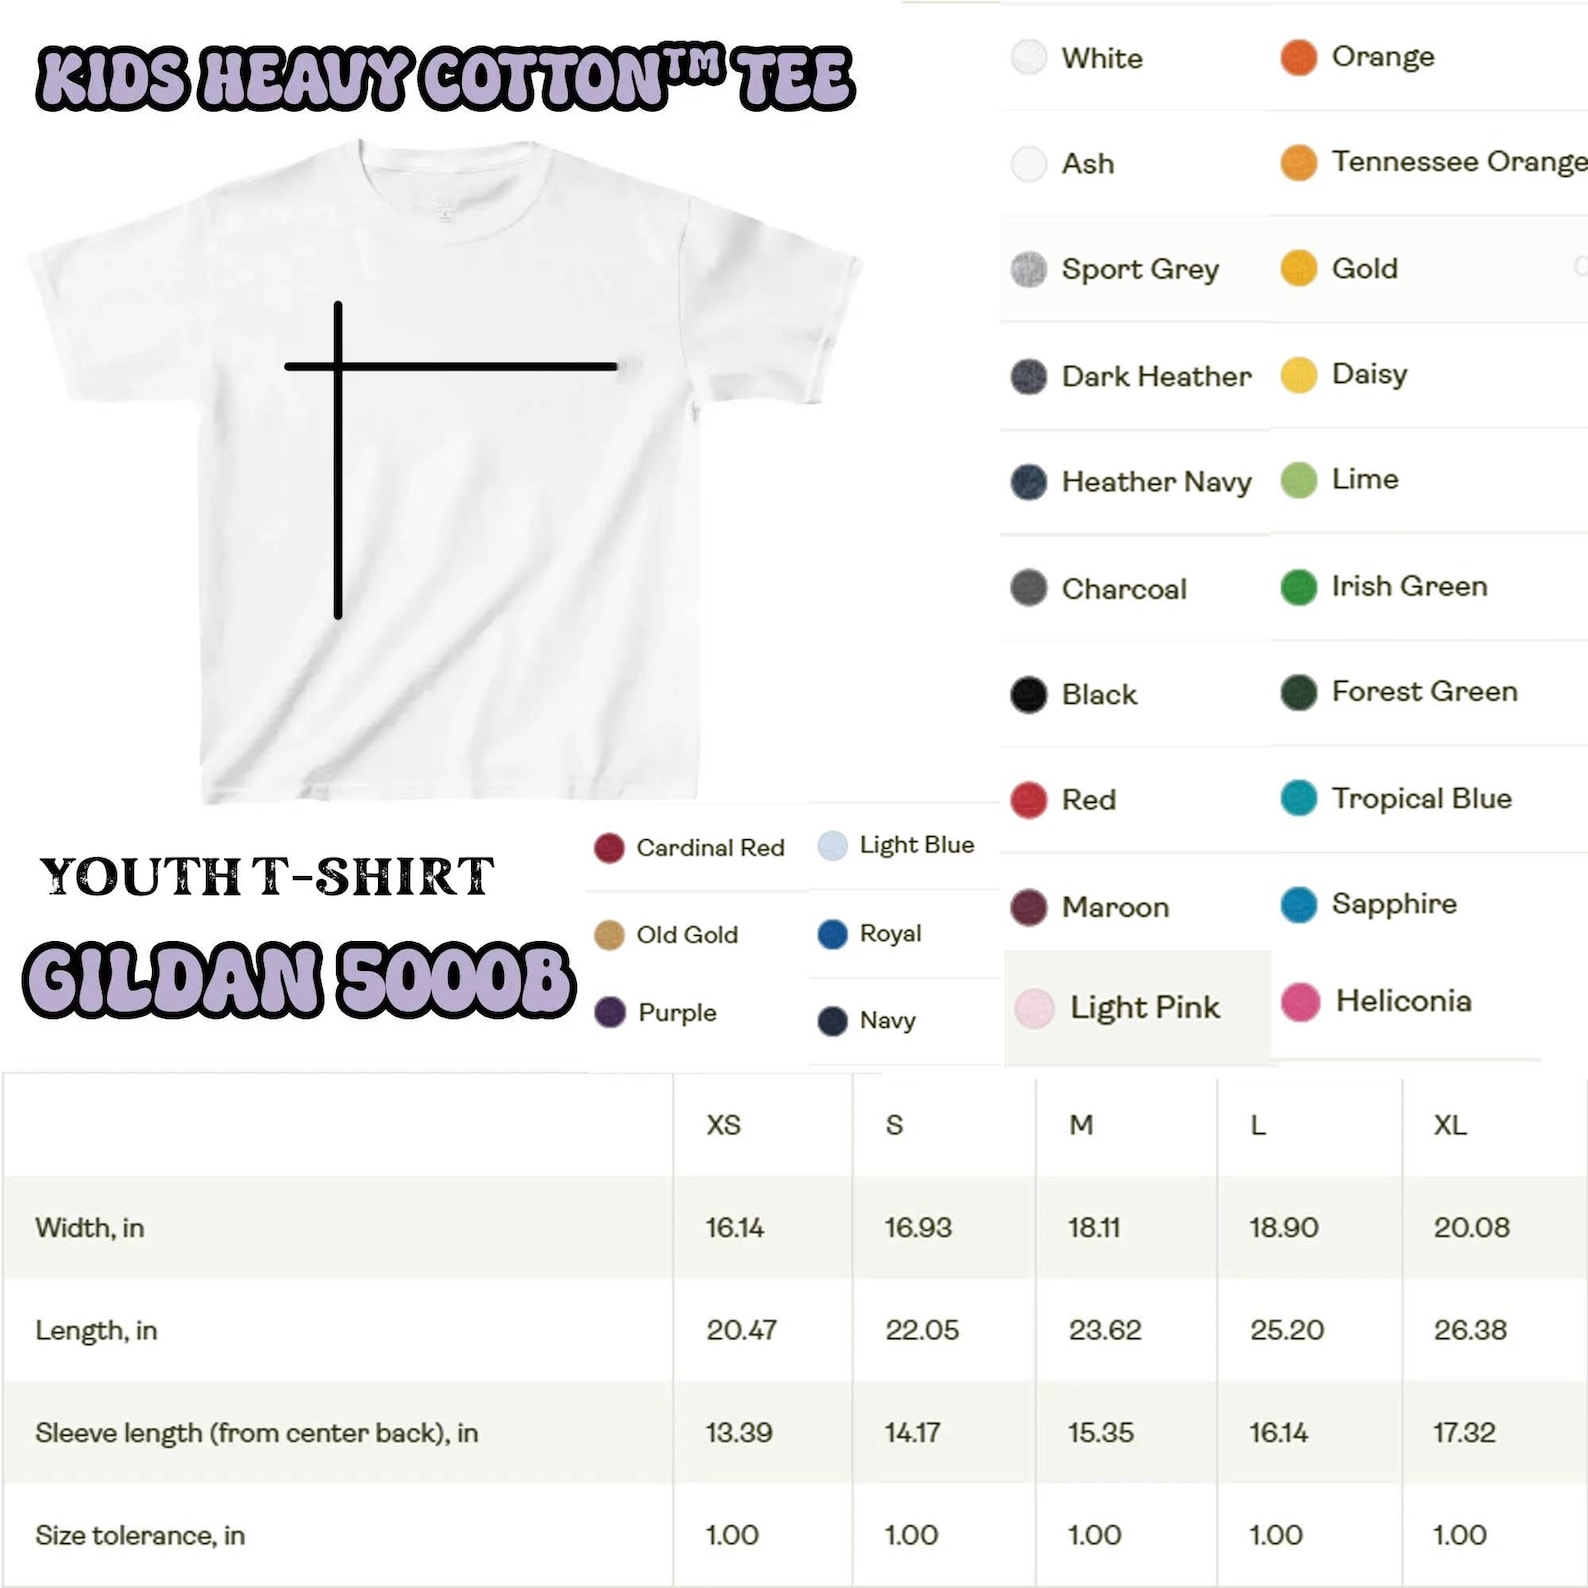 KIDS HEAVY COTTON™ TEE
White
Orange
Ash
Tennessee Orange
Sport Grey
Gold
Dark Heather
Daisy
Heather Navy
Lime
Charcoal
Irish Green
Black
Forest Green
Red
Tropical Blue
Maroon
Sapphire
Light Pink
Heliconia
Cardinal Red
Light Blue
Old Gold
Royal
Purple
Navy
YOUTH T-SHIRT
GILDAN 5000B
XS S M L XL
Width, in 16.14 16.93 18.11 18.90 20.08
Length, in 20.47 22.05 23.62 25.20 26.38
Sleeve length (from center back), in 13.39 14.17 15.35 16.14 17.32
Size tolerance, in 1.00 1.00 1.00 1.00 1.00